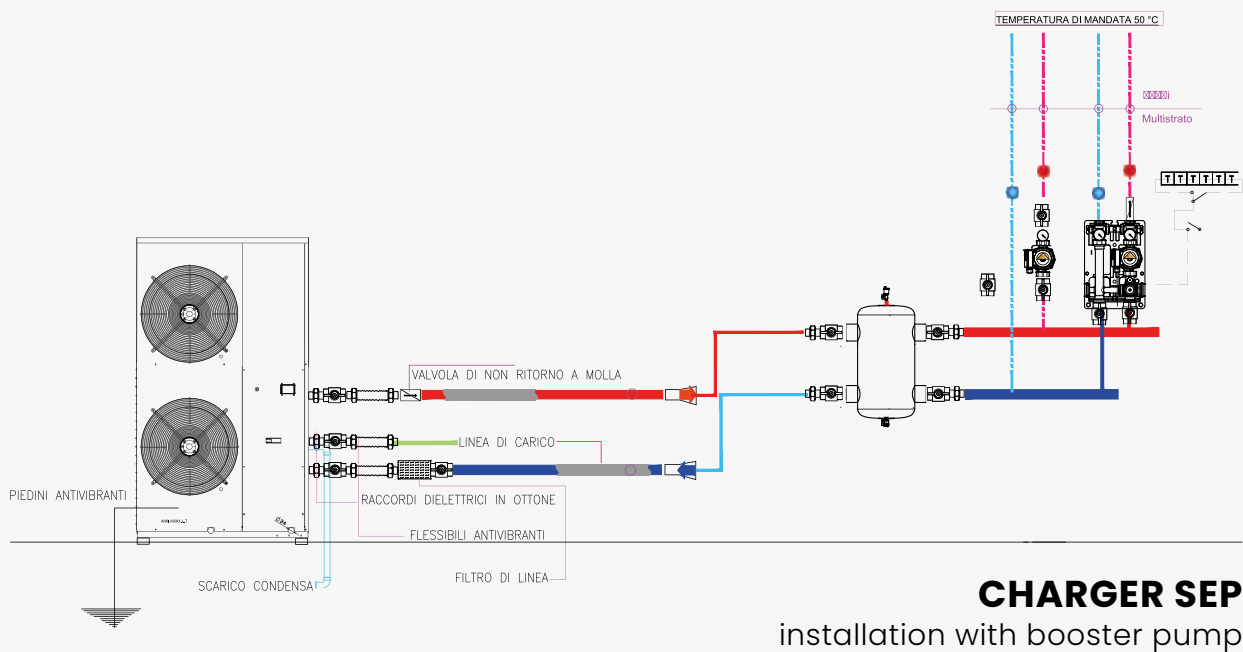 TEMPERATURA DI MANDATA 50 °C
Multistrato
T T T T T T
VALVOLA DI NON RITORNO A MOLLA
LINEA DI CARICO
PIEDINI ANTIVIBRANTI
RACCORDI DIELETTRICI IN OTTONE
FLESSIBILI ANTIVIBRANTI
FILTRO DI LINEA
SCARICO CONDENSA
CHARGER SEP
installation with booster pump